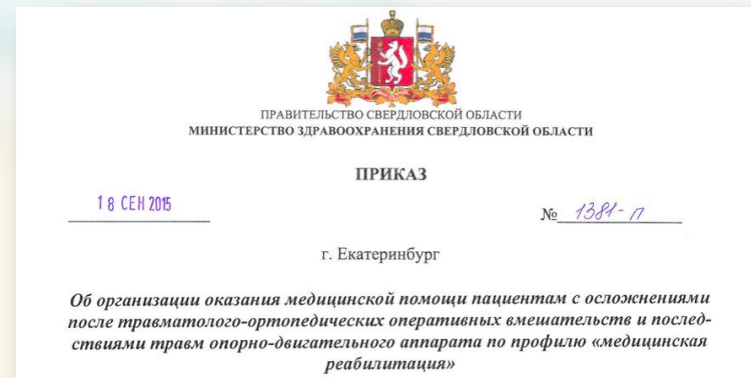 ПРАВИТЕЛЬСТВО СВЕРДЛОВСКОЙ ОБЛАСТИ
МИНИСТЕРСТВО ЗДРАВООХРАНЕНИЯ СВЕРДЛОВСКОЙ ОБЛАСТИ
ПРИКАЗ
18 СЕН 2015
№ 1381-п
г. Екатеринбург
Об организации оказания медицинской помощи пациентам с осложнениями
после травматолого-ортопедических оперативных вмешательств и послед-
ствиями травм опорно-двигательного аппарата по профилю «медицинская
реабилитация»